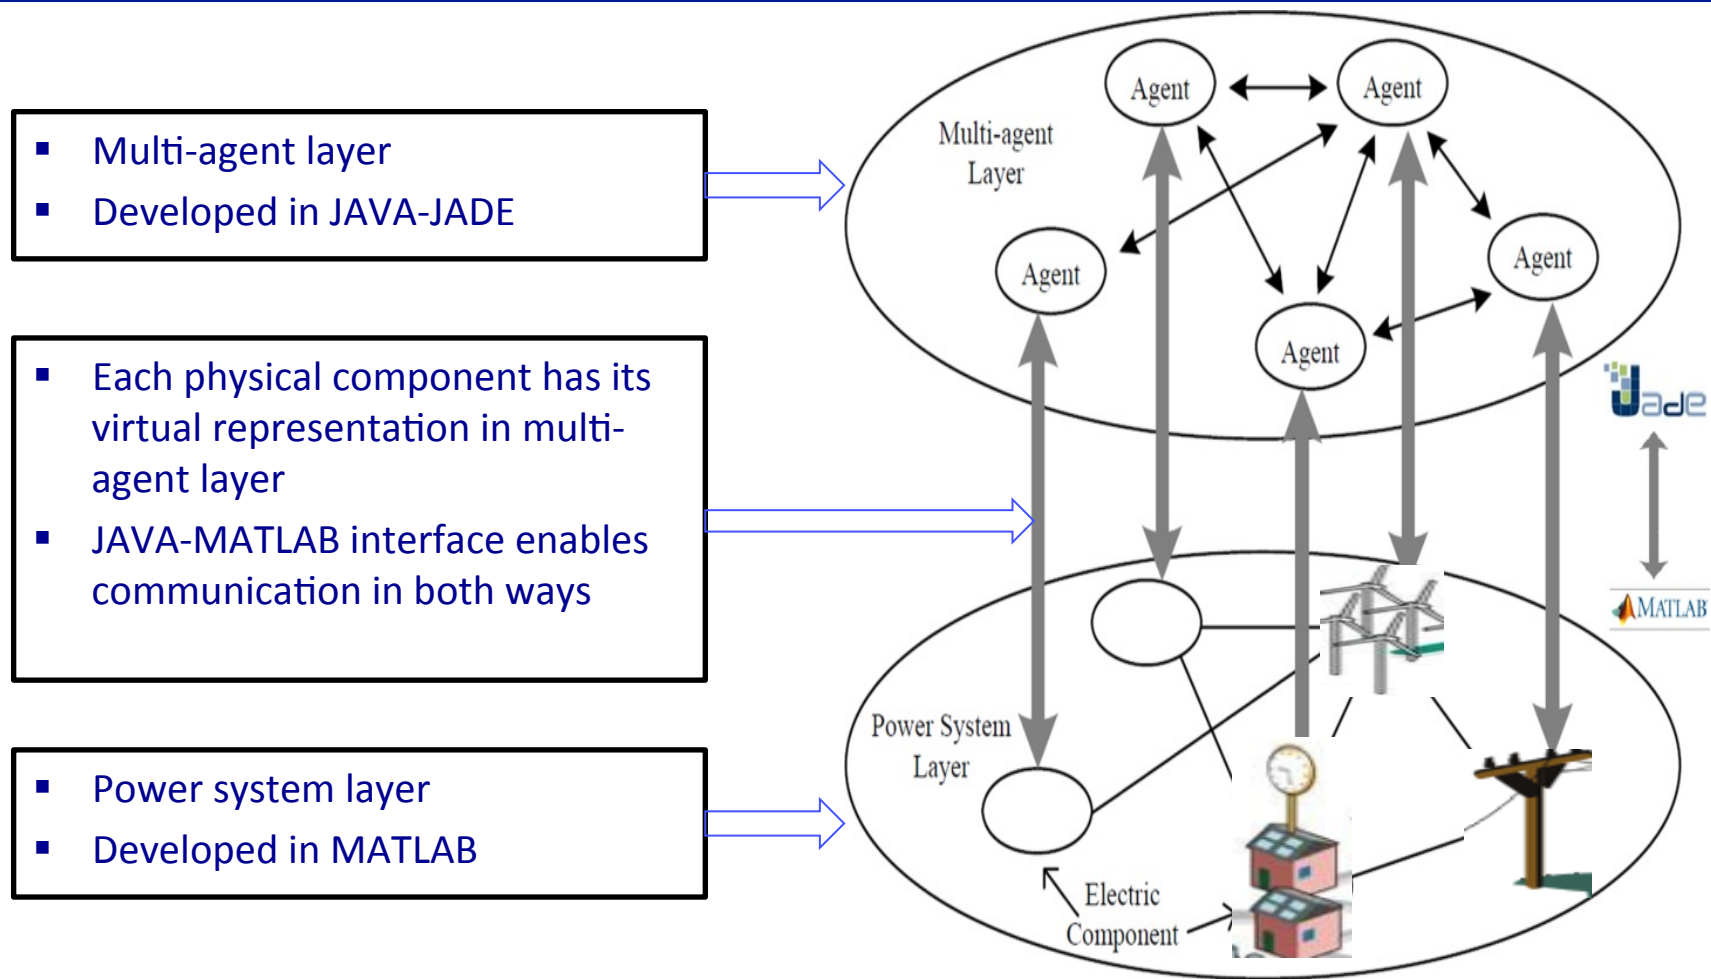 ▪ Multi-agent layer
▪ Developed in JAVA-JADE
▪ Each physical component has its
virtual representation in multi-
agent layer
▪ JAVA-MATLAB interface enables
communication in both ways
▪ Power system layer
▪ Developed in MATLAB
Agent
Agent
Multi-agent
Layer
Agent
Agent
Agent
Jade
MATLAB
Power System
Layer
Electric
Component